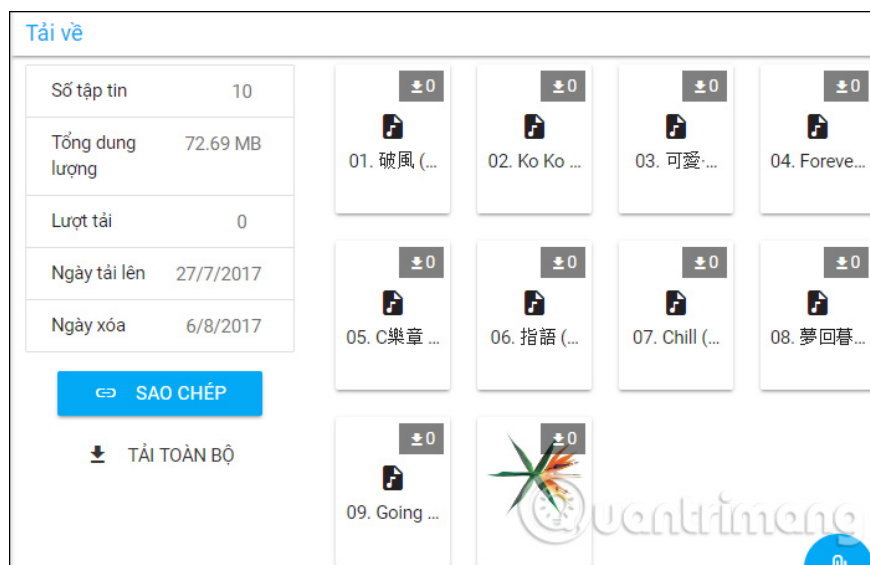 Tải về
Số tập tin 10
Tổng dung lượng 72.69 MB
Lượt tải 0
Ngày tải lên 27/7/2017
Ngày xóa 6/8/2017
SAO CHÉP
TẢI TOÀN BỘ
0 0 0 0
01. 破風 (... 02. Ko Ko ... 03. 可愛·... 04. Foreve...
0 0 0 0
05. C樂章 ... 06. 指語 (... 07. Chill (... 08. 夢回暮...
0 0
09. Going ...
Quantrimang